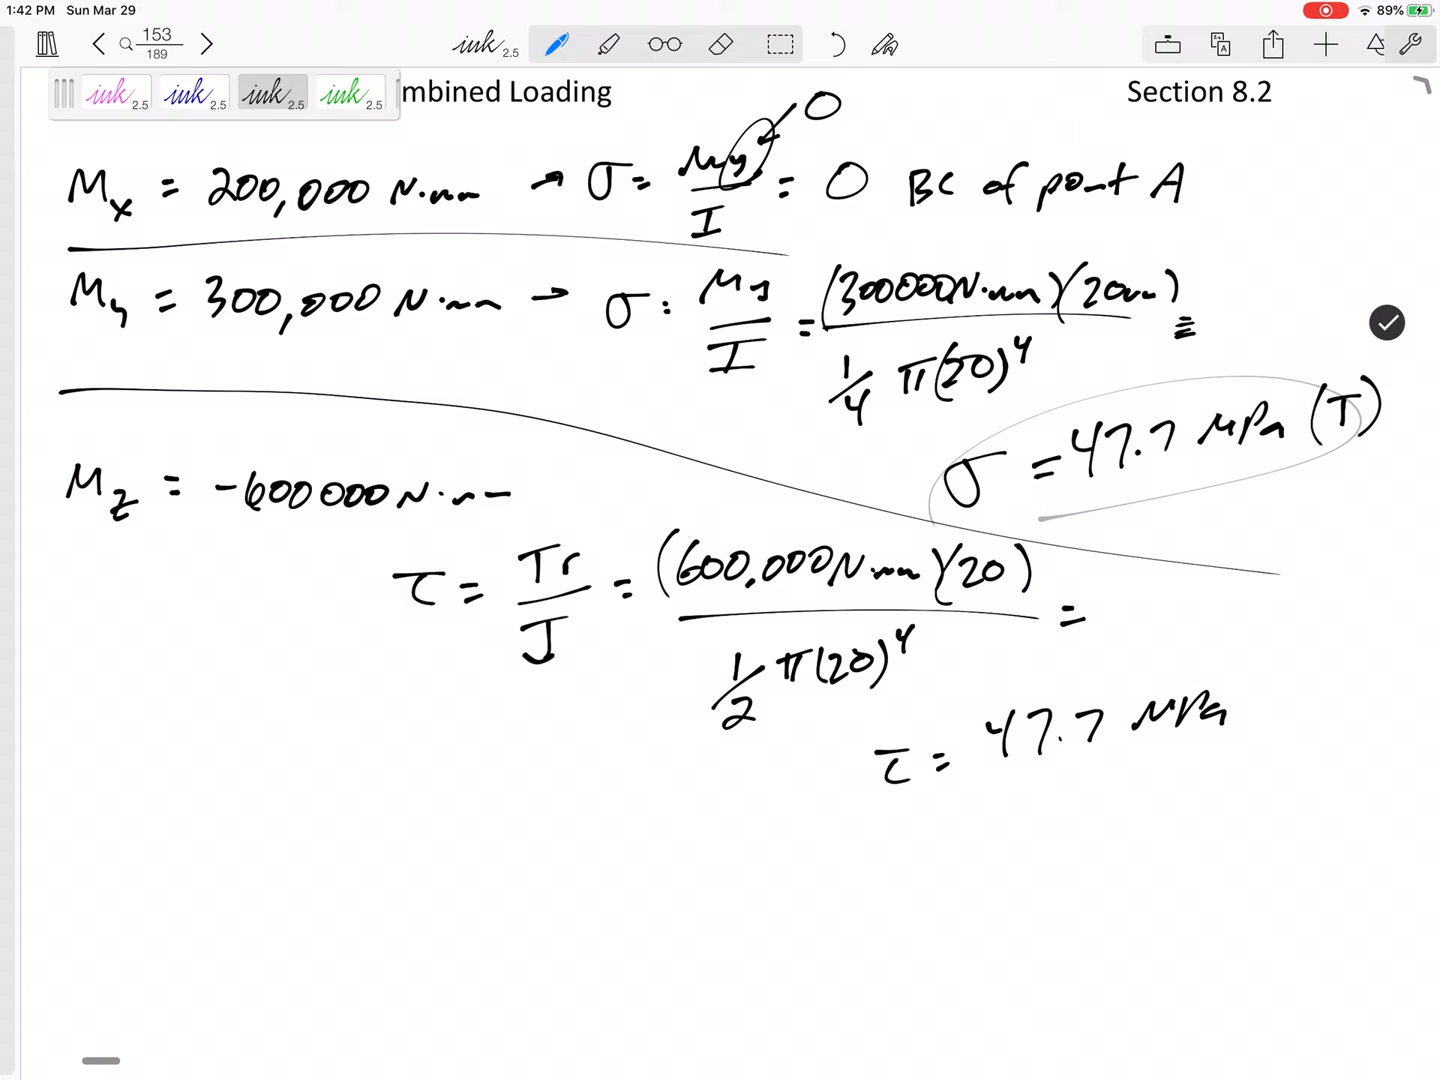 1:42 PM Sun Mar 29 89%
153
189
ink 2.5
ink 2.5 ink 2.5 ink 2.5 ink 2.5 mbined Loading Section 8.2
Mx = 200,000 N·mm → σ = My/I = 0 BC of point A
0
My = 300,000 N·mm → σ = My/I = (300000N·mm)(20mm) / ¼ π(20)⁴ =
σ = 47.7 MPa (T)
Mz = -600000N·mm
τ = Tr/J = (600,000N·mm)(20) / ½ π(20)⁴ =
τ = 47.7 MPa